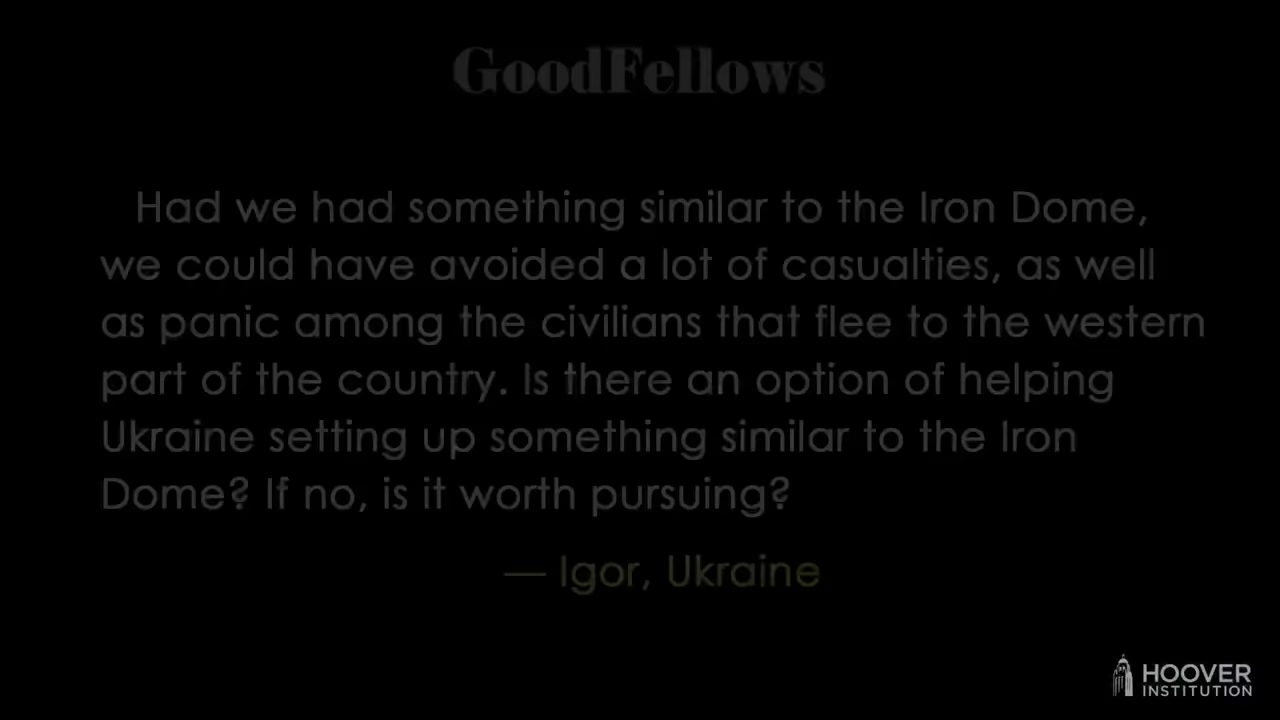 GoodFellows
Had we had something similar to the Iron Dome,
we could have avoided a lot of casualties, as well
as panic among the civilians that flee to the western
part of the country. Is there an option of helping
Ukraine setting up something similar to the Iron
Dome? If no, is it worth pursuing?
— Igor, Ukraine
HOOVER
INSTITUTION